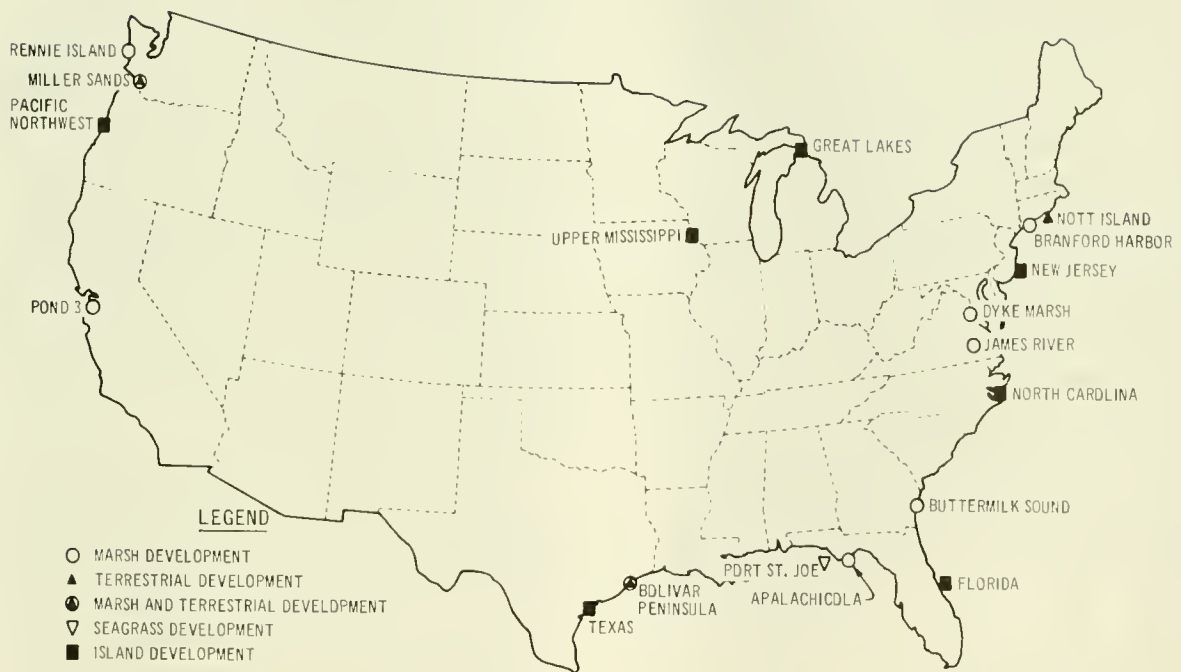 RENNIE ISLAND
MILLER SANDS
PACIFIC
NORTHWEST
GREAT LAKES
UPPER MISSISSIPPI
NOTT ISLAND
BRANFORD HARBOR
NEW JERSEY
POND 3
DYKE MARSH
JAMES RIVER
NORTH CAROLINA
BUTTERMILK SOUND
PORT ST. JOE
APALACHICOLA
FLORIDA
BOLIVAR
PENINSULA
TEXAS
LEGEND
MARSH DEVELOPMENT
TERRESTRIAL DEVELOPMENT
MARSH AND TERRESTRIAL DEVELOPMENT
SEAGRASS DEVELOPMENT
ISLAND DEVELOPMENT